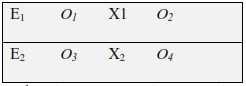 E₁ O₁ X1 O₂
E₂ O₃ X₂ O₄